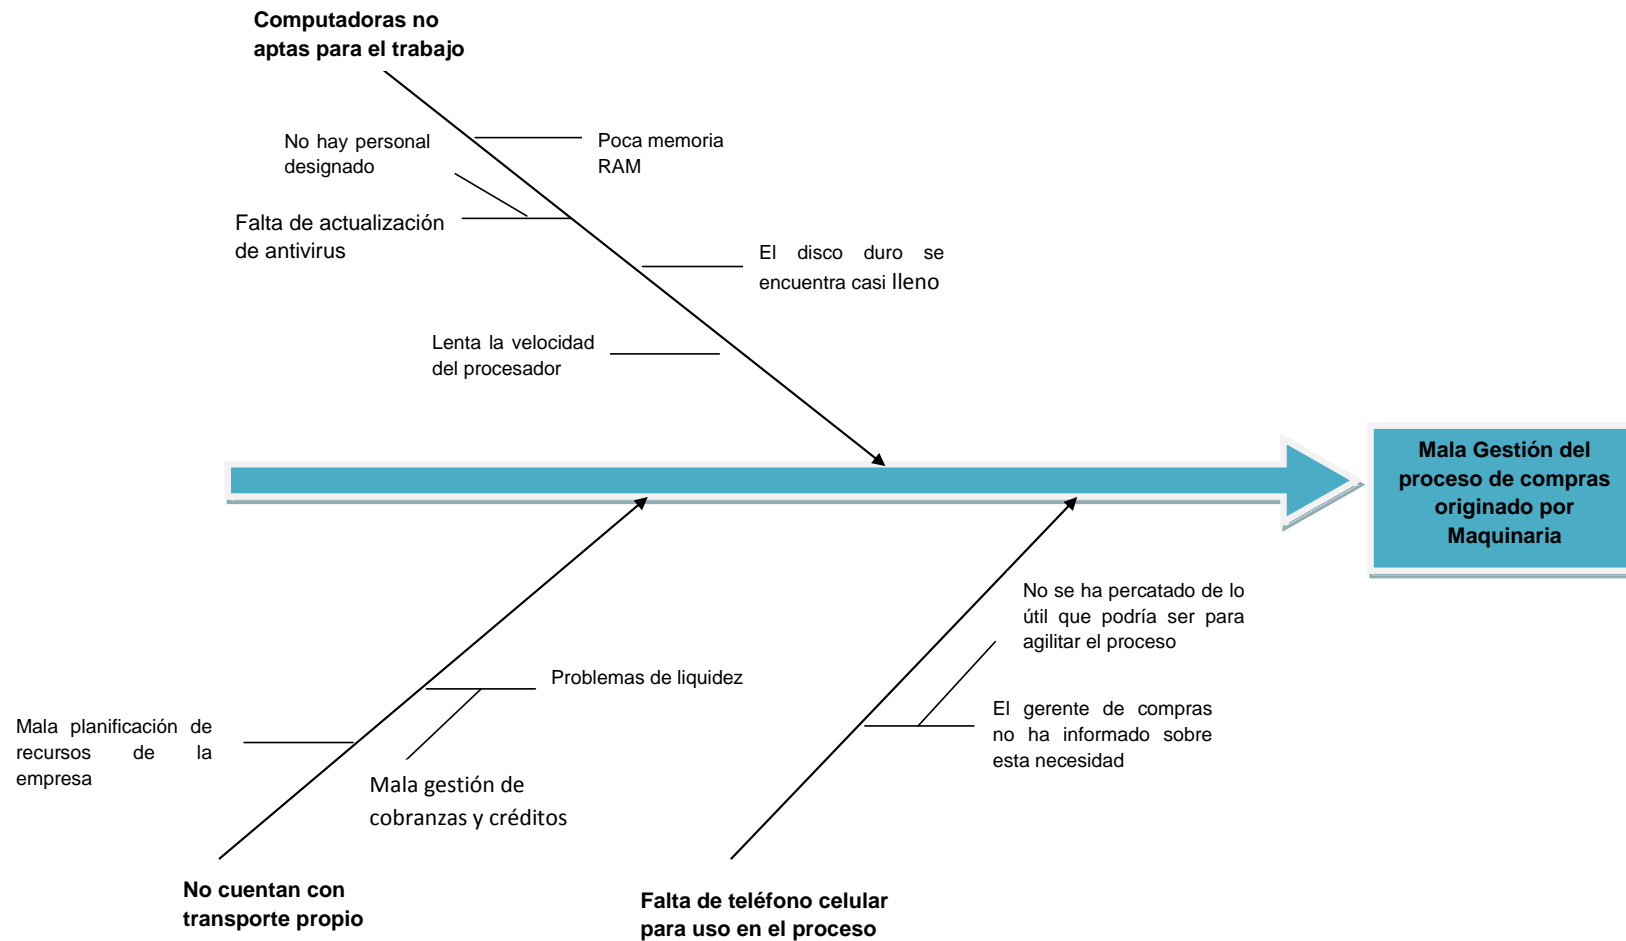 Computadoras no
aptas para el trabajo
No hay personal
designado
Poca memoria
RAM
Falta de actualización
de antivirus
El disco duro se
encuentra casi lleno
Lenta la velocidad
del procesador
Mala Gestión del
proceso de compras
originado por
Maquinaria
No se ha percatado de lo
útil que podría ser para
agilitar el proceso
Problemas de liquidez
El gerente de compras
no ha informado sobre
esta necesidad
Mala planificación de
recursos de la
empresa
Mala gestión de
cobranzas y créditos
No cuentan con
transporte propio
Falta de teléfono celular
para uso en el proceso